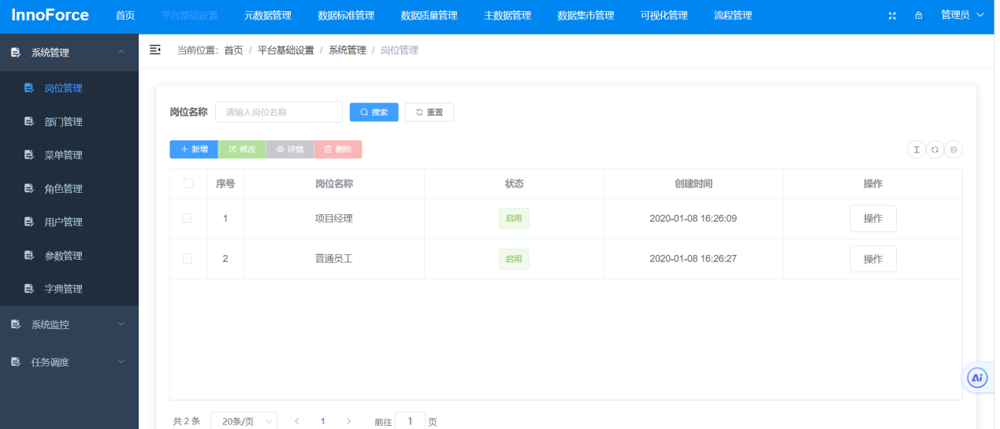 InnoForce 首页 平台基础设置 元数据管理 数据标准管理 数据质量管理 主数据管理 数据集市管理 可视化管理 流程管理 管理员
系统管理
岗位管理
部门管理
菜单管理
角色管理
用户管理
参数管理
字典管理
系统监控
任务调度
当前位置: 首页 / 平台基础设置 / 系统管理 / 岗位管理
岗位名称 请输入岗位名称 搜索 重置
新增 修改 详情 删除
序号 岗位名称 状态 创建时间 操作
1 项目经理 启用 2020-01-08 16:26:09 操作
2 普通员工 启用 2020-01-08 16:26:27 操作
Ai
共 2 条 20条/页 < 1 > 前往 1 页